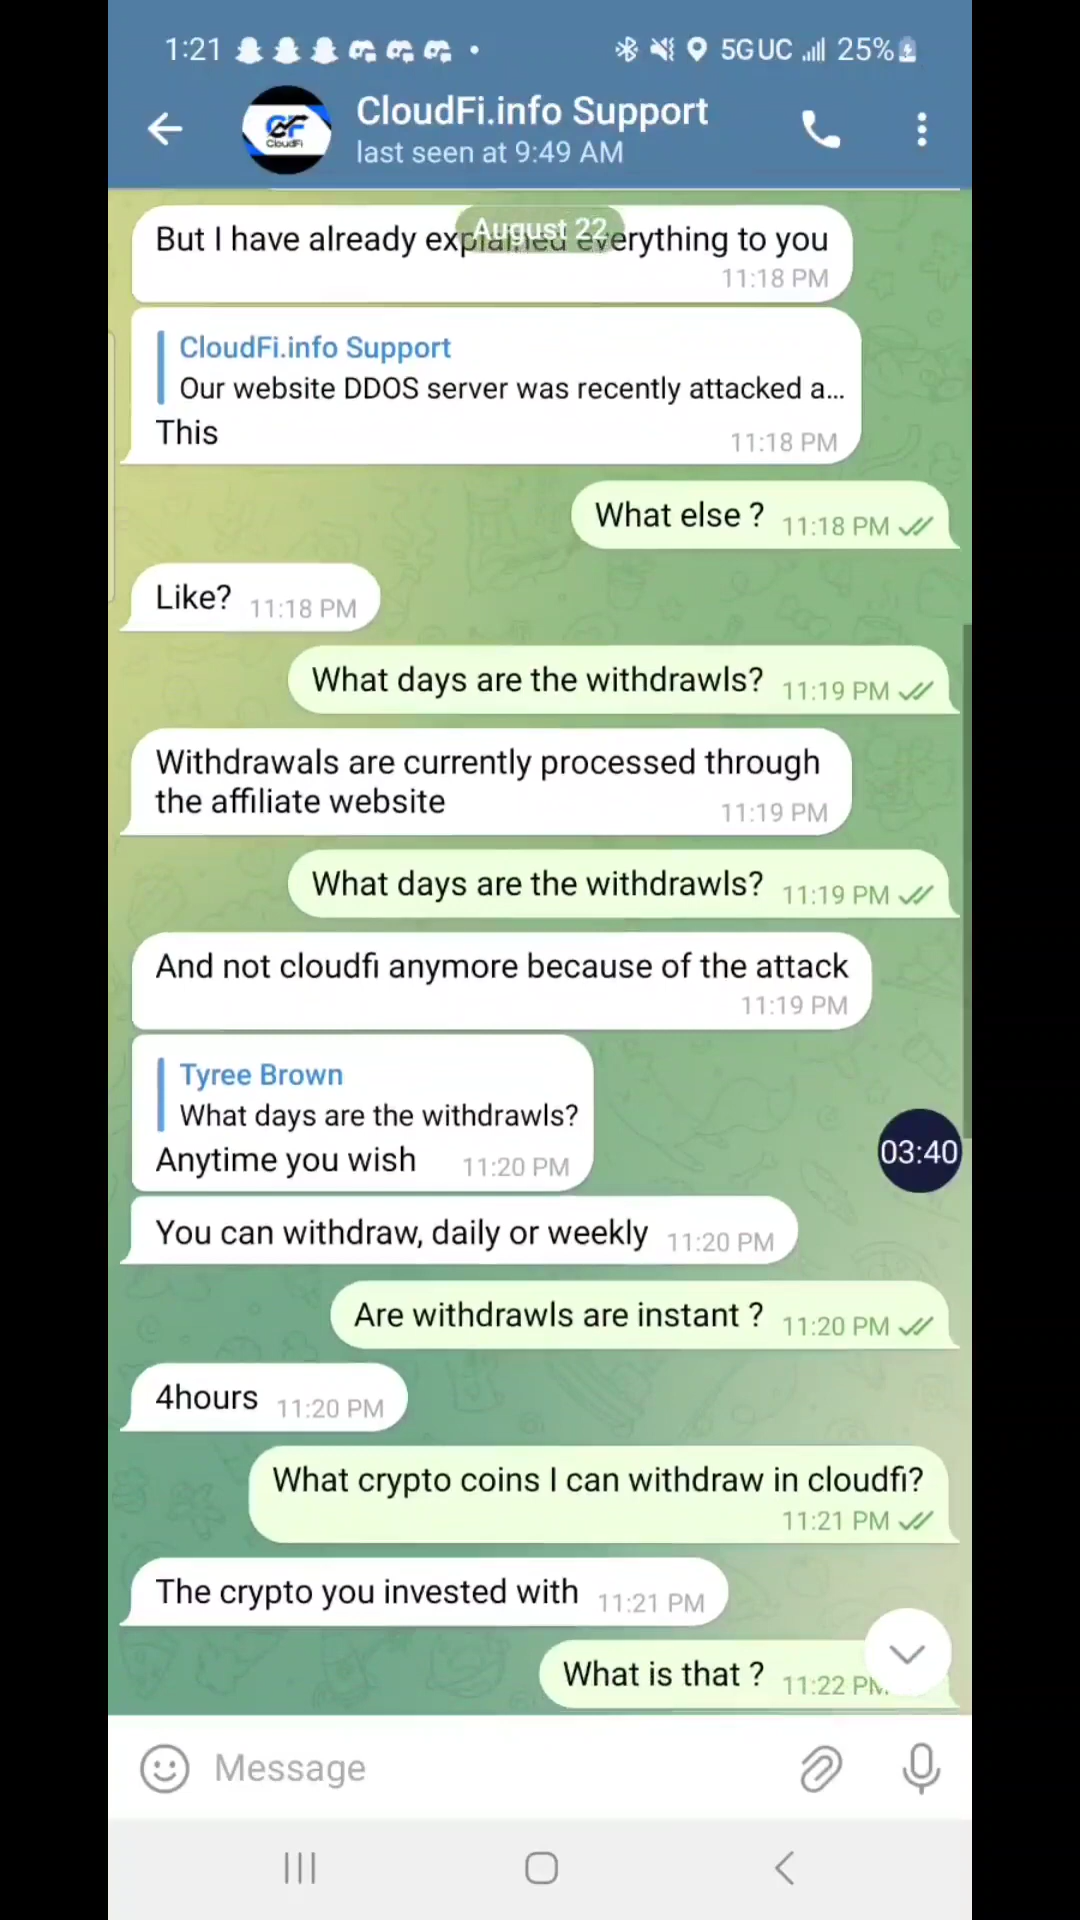 1:21
5G UC 25%
CloudFi
CloudFi.info Support
last seen at 9:49 AM
August 22
But I have already explained everything to you
11:18 PM
CloudFi.info Support
Our website DDOS server was recently attacked a...
This
11:18 PM
What else ? 11:18 PM
Like? 11:18 PM
What days are the withdrawls? 11:19 PM
Withdrawals are currently processed through
the affiliate website
11:19 PM
What days are the withdrawls? 11:19 PM
And not cloudfi anymore because of the attack
11:19 PM
Tyree Brown
What days are the withdrawls?
Anytime you wish 11:20 PM
03:40
You can withdraw, daily or weekly 11:20 PM
Are withdrawls are instant ? 11:20 PM
4hours 11:20 PM
What crypto coins I can withdraw in cloudfi?
11:21 PM
The crypto you invested with 11:21 PM
What is that ? 11:22 PM
Message